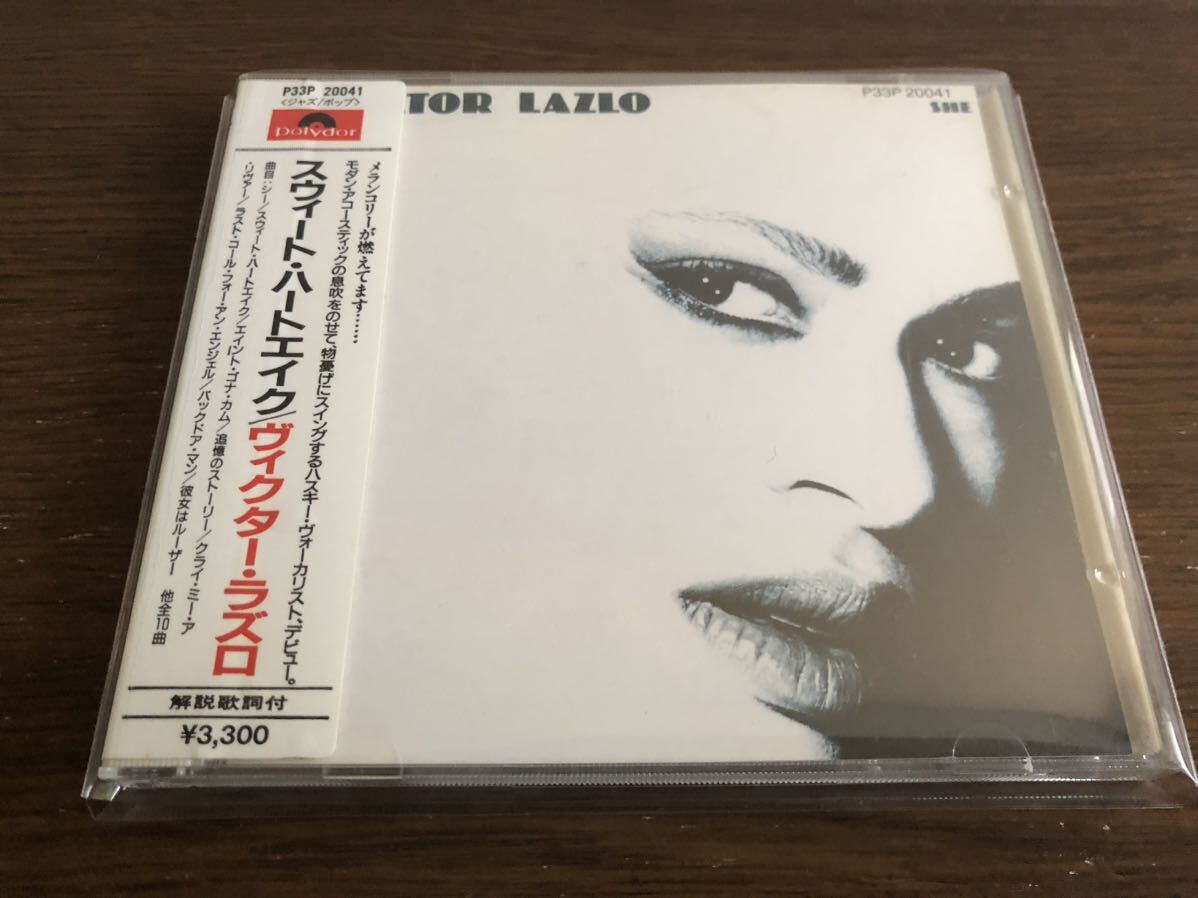 P33P 20041
〈ジャズ/ポップ〉
polydor
メランコリーが燃えてます……
モダン・アコースティックの息吹をのせて、物憂げにスイングするハスキー・ヴォーカリスト、デビュー。
スウィート・ハートエイク/ヴィクター・ラズロ
曲目:シー/スウィート・ハートエイク/エイント・ゴナ・カム/追憶のストーリー/クライ・ミー・ア
・リヴァー/ラスト・コール・フォー・アン・エンジェル/バックドア・マン/彼女はルーザー 他全10曲
解説歌詞付
¥3,300
TOR LAZLO
P33P 20041
SHE